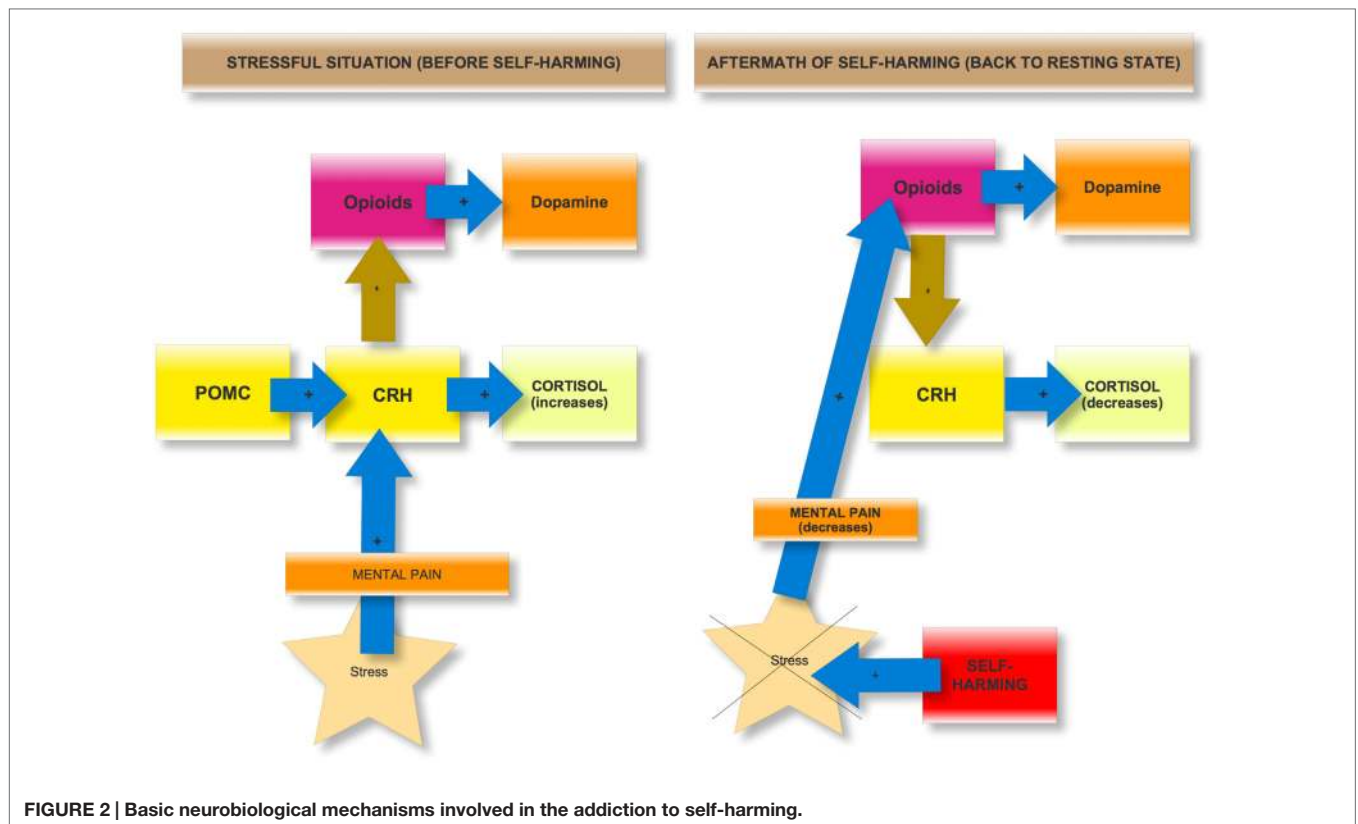 STRESSFUL SITUATION (BEFORE SELF-HARMING)
Opioids
+
Dopamine
POMC
+
CRH
+
CORTISOL
(increases)
+
MENTAL PAIN
Stress
AFTERMATH OF SELF-HARMING (BACK TO RESTING STATE)
Opioids
+
Dopamine
+
CRH
+
CORTISOL
(decreases)
MENTAL PAIN
(decreases)
Stress
SELF-
HARMING
FIGURE 2 | Basic neurobiological mechanisms involved in the addiction to self-harming.